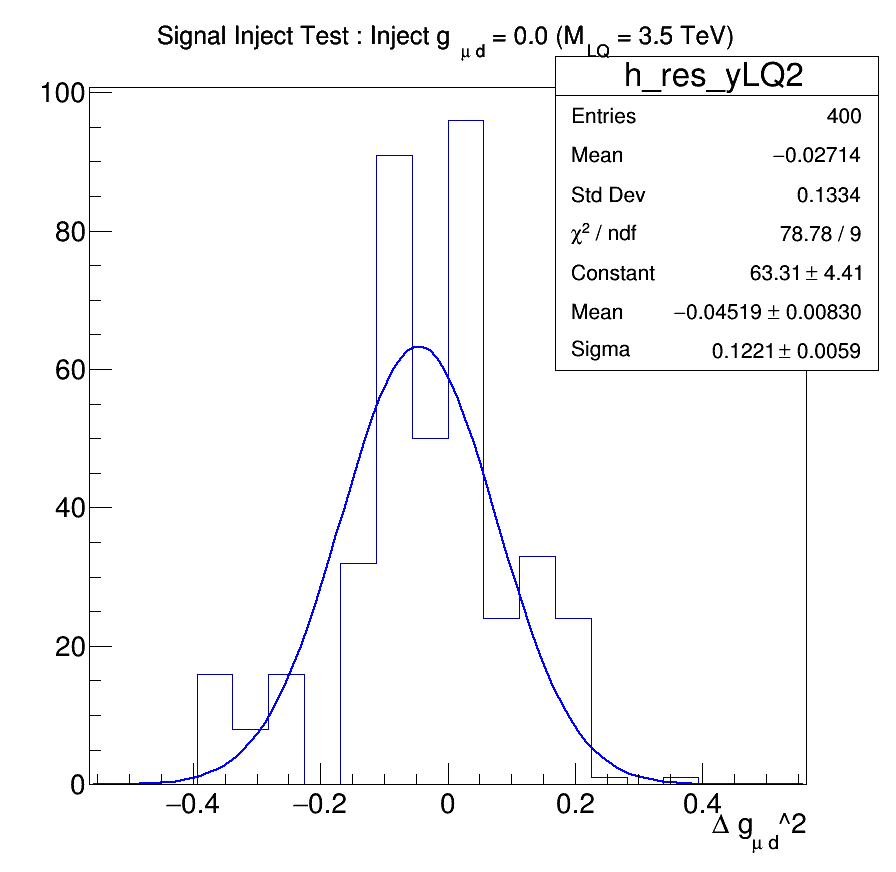 Signal Inject Test : Inject g μ d = 0.0 (M LQ = 3.5 TeV)
h_res_yLQ2
Entries 400
Mean −0.02714
Std Dev 0.1334
χ² / ndf 78.78 / 9
Constant 63.31 ± 4.41
Mean −0.04519 ± 0.00830
Sigma 0.1221 ± 0.0059
100
80
60
40
20
0
−0.4 −0.2 0 0.2 0.4
Δ g μ d ^2